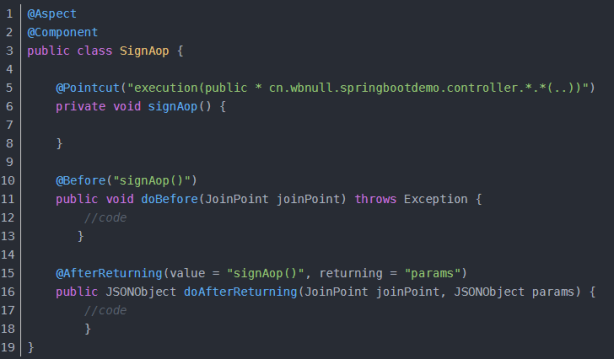 1 @Aspect
2 @Component
3 public class SignAop {
4
5     @Pointcut("execution(public * cn.wbnull.springbootdemo.controller.*.*(..))")
6     private void signAop() {
7
8     }
9
10     @Before("signAop()")
11     public void doBefore(JoinPoint joinPoint) throws Exception {
12         //code
13        }
14
15     @AfterReturning(value = "signAop()", returning = "params")
16     public JSONObject doAfterReturning(JoinPoint joinPoint, JSONObject params) {
17         //code
18         }
19 }